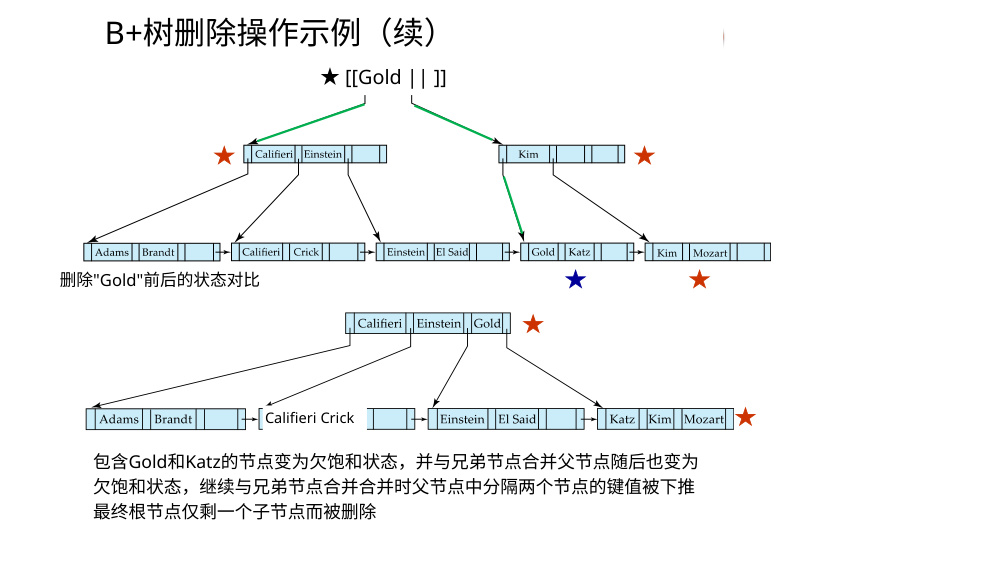 B+树删除操作示例（续）
★ [[Gold || ]]
Califieri Einstein
Kim
Adams Brandt
Califieri Crick
Einstein El Said
Gold Katz
Kim Mozart
删除"Gold"前后的状态对比
Califieri Einstein Gold
Adams Brandt
Califieri Crick
Einstein El Said
Katz Kim Mozart
包含Gold和Katz的节点变为欠饱和状态，并与兄弟节点合并父节点随后也变为
欠饱和状态，继续与兄弟节点合并合并时父节点中分隔两个节点的键值被下推
最终根节点仅剩一个子节点而被删除